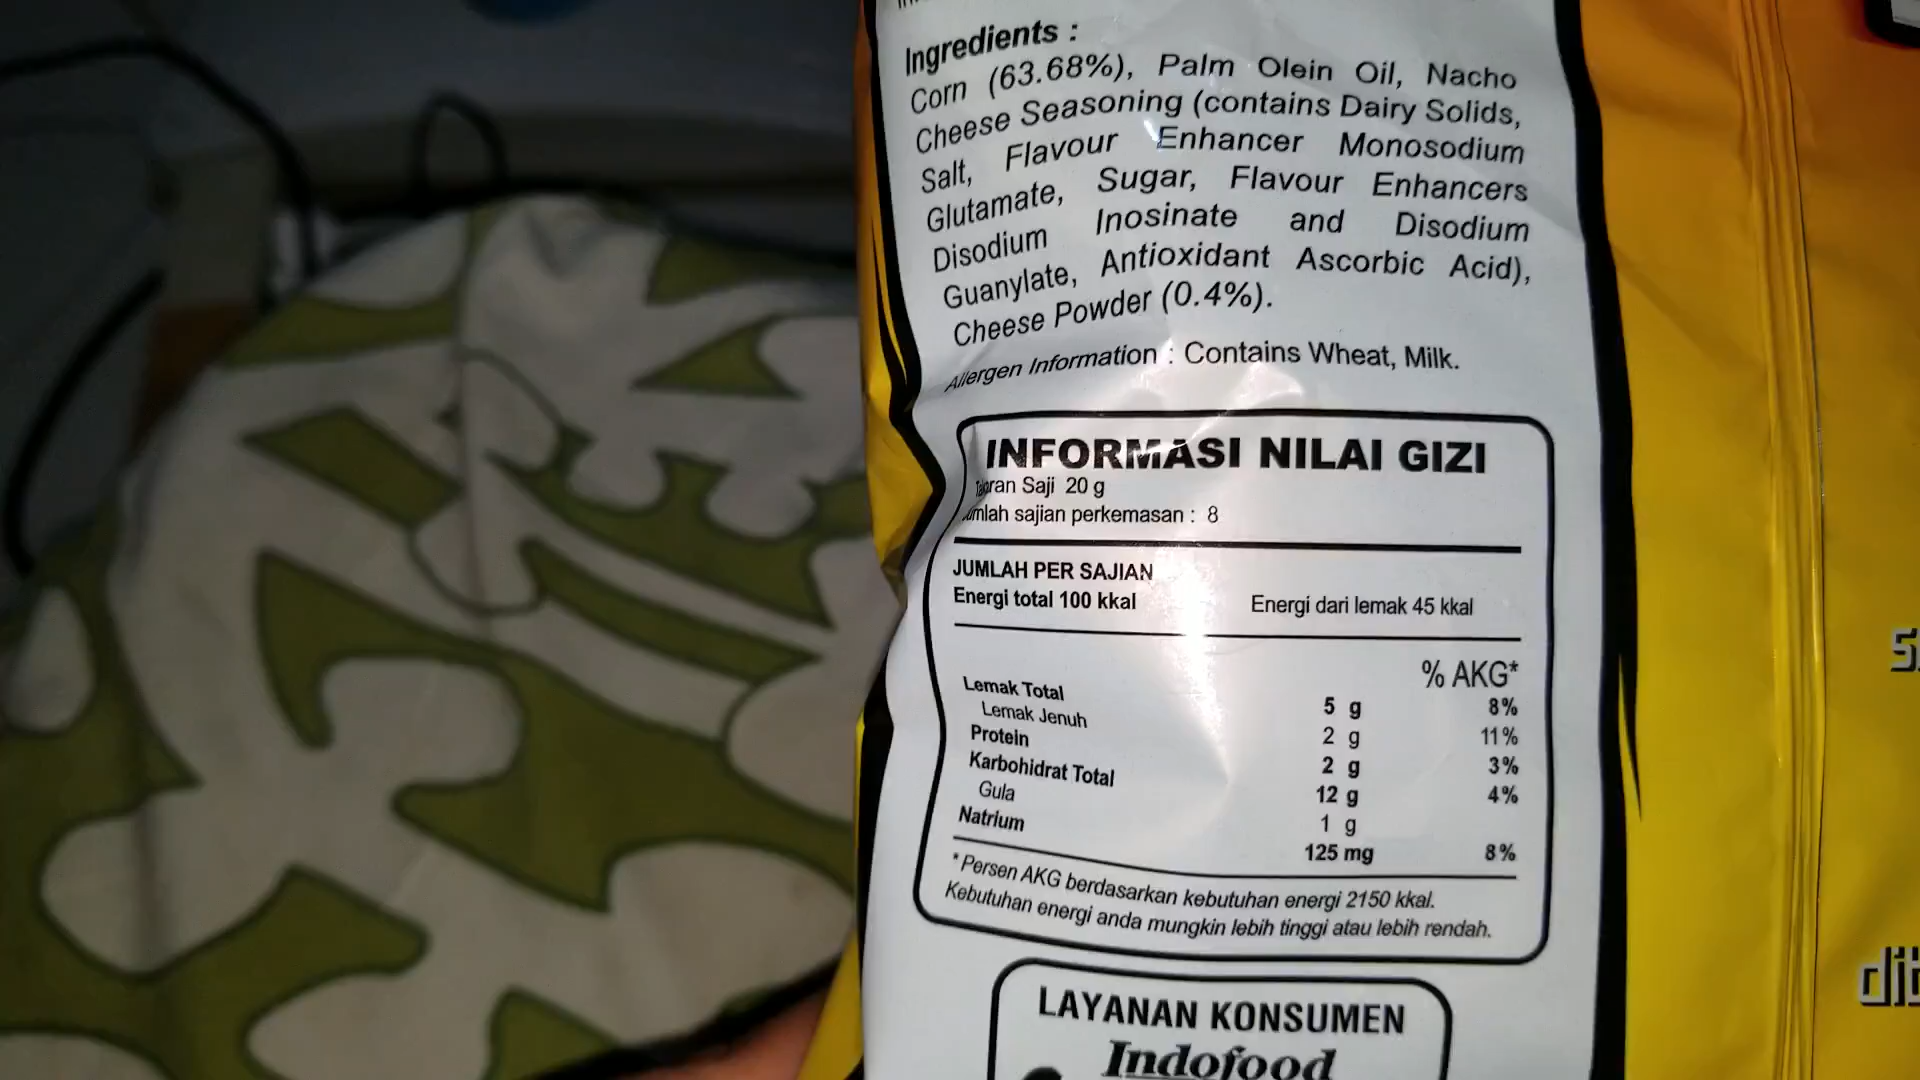 Ingredients :
Corn (63.68%), Palm Olein Oil, Nacho
Cheese Seasoning (contains Dairy Solids,
Salt, Flavour Enhancer Monosodium
Glutamate, Sugar, Flavour Enhancers
Disodium Inosinate and Disodium
Guanylate, Antioxidant Ascorbic Acid),
Cheese Powder (0.4%).
Allergen Information : Contains Wheat, Milk.
INFORMASI NILAI GIZI
Takaran Saji 20 g
Jumlah sajian perkemasan : 8
JUMLAH PER SAJIAN
Energi total 100 kkal Energi dari lemak 45 kkal
% AKG*
Lemak Total 5 g 8%
Lemak Jenuh 2 g 11%
Protein 2 g 3%
Karbohidrat Total 12 g 4%
Gula 1 g
Natrium 125 mg 8%
*Persen AKG berdasarkan kebutuhan energi 2150 kkal.
Kebutuhan energi anda mungkin lebih tinggi atau lebih rendah.
LAYANAN KONSUMEN
Indofood